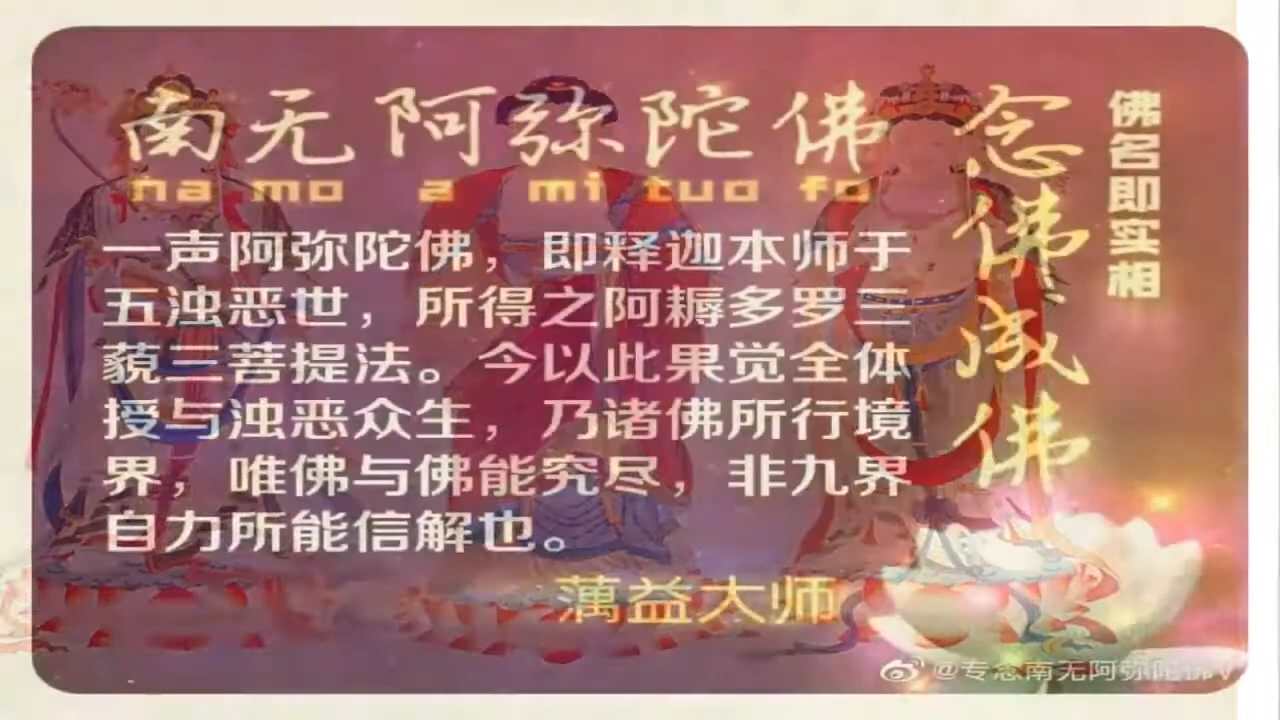 南无阿弥陀佛
na mo a mi tuo fo
一声阿弥陀佛，即释迦本师于
五浊恶世，所得之阿耨多罗三
藐三菩提法。今以此果觉全体
授与浊恶众生，乃诸佛所行境
界，唯佛与佛能究尽，非九界
自力所能信解也。
蕅益大师
念佛成佛
佛名即实相
@专念南无阿弥陀佛V